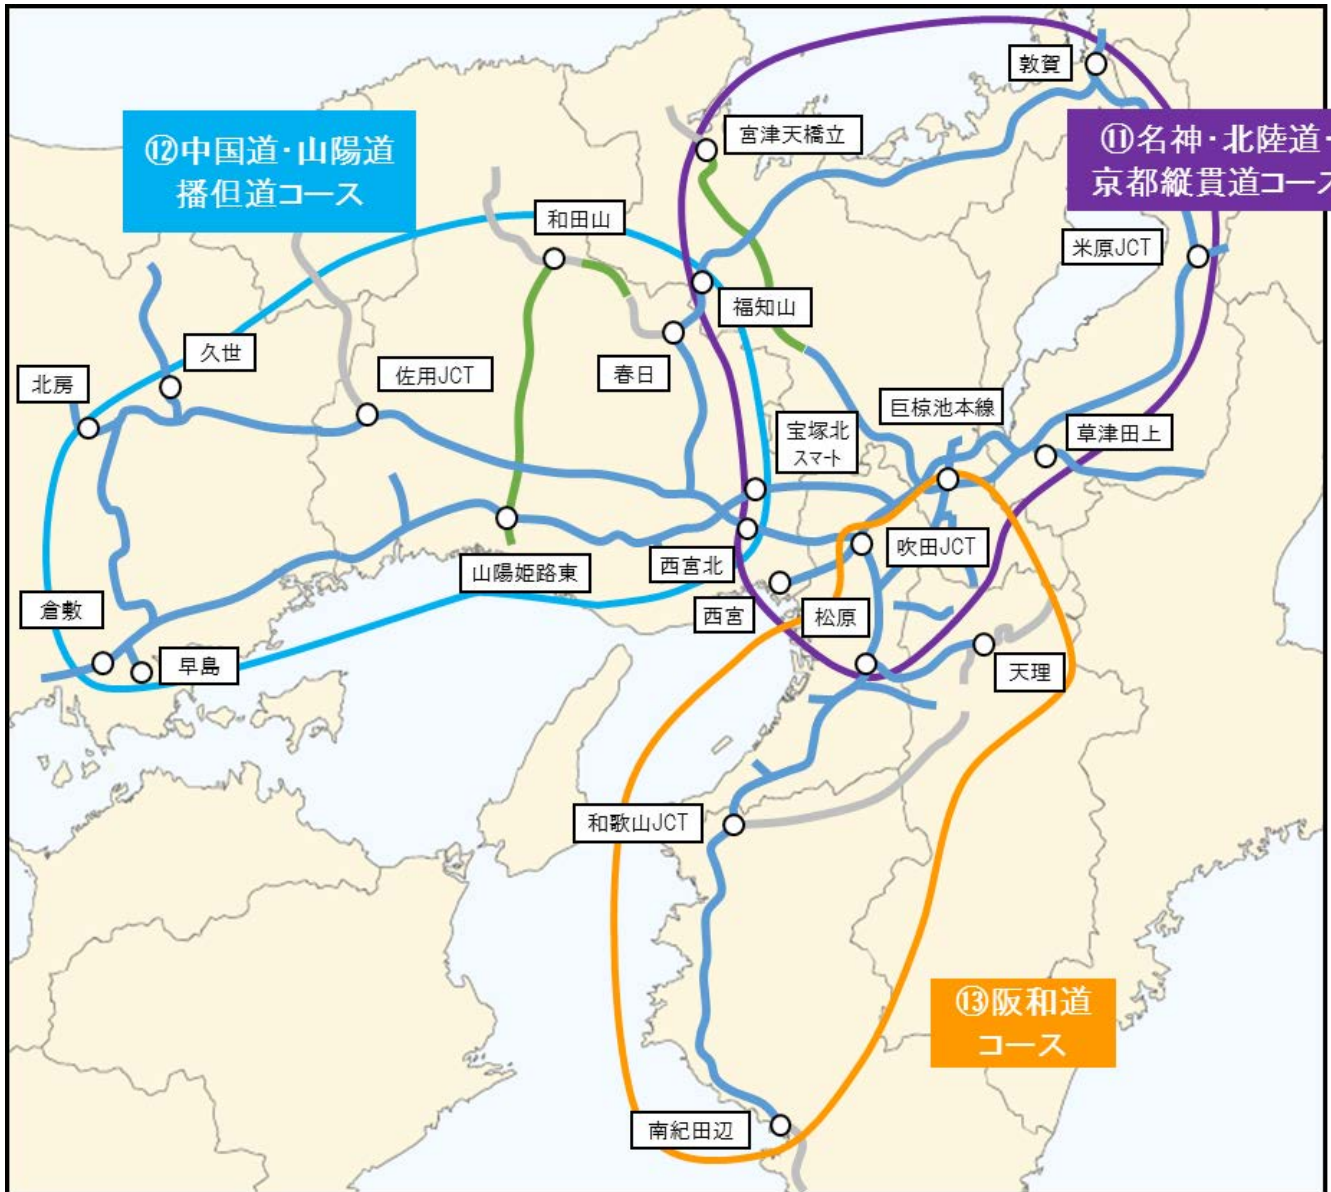 敦賀
宮津天橋立
⑫中国道・山陽道
播但道コース
⑪名神・北陸道・
京都縦貫道コース
和田山
米原JCT
福知山
久世
佐用JCT
春日
北房
巨椋池本線
宝塚北
スマート
草津田上
吹田JCT
西宮北
山陽姫路東
倉敷
西宮
松原
早島
天理
和歌山JCT
⑬阪和道
コース
南紀田辺